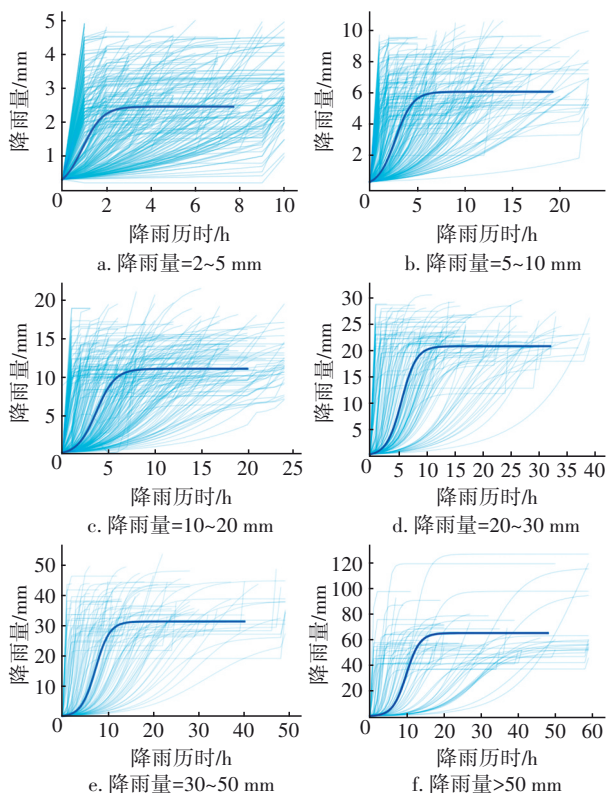 降雨量/mm
5
4
3
2
1
0 2 4 6 8 10
降雨历时/h
a. 降雨量=2~5 mm
降雨量/mm
10
8
6
4
2
0 5 10 15 20
降雨历时/h
b. 降雨量=5~10 mm
降雨量/mm
20
15
10
5
0 5 10 15 20 25
降雨历时/h
c. 降雨量=10~20 mm
降雨量/mm
30
25
20
15
10
5
0 5 10 15 20 25 30 35 40
降雨历时/h
d. 降雨量=20~30 mm
降雨量/mm
50
40
30
20
10
0 10 20 30 40 50
降雨历时/h
e. 降雨量=30~50 mm
降雨量/mm
120
100
80
60
40
20
0 10 20 30 40 50 60
降雨历时/h
f. 降雨量>50 mm